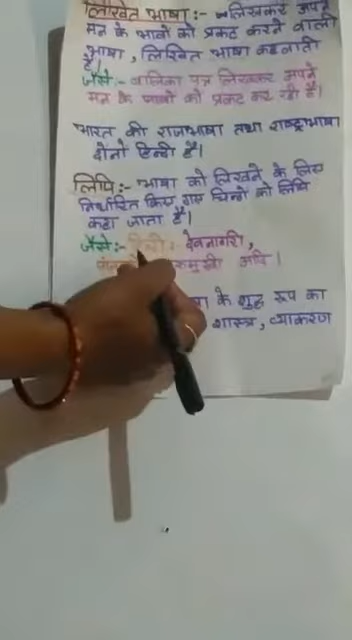 लिखित भाषा :- लिखकर अपने
मन के भावों को प्रकट करने वाली
भाषा, लिखित भाषा कहलाती
है।
जैसे :- बालिका पत्र लिखकर अपने
मन के भावों को प्रकट कर रही है।
भारत की राजभाषा तथा राष्ट्रभाषा
दोनों हिन्दी है।
लिपि :- भाषा को लिखने के लिए
निर्धारित किए गए चिन्हों को लिपि
कहा जाता है।
जैसे :- हिन्दी :- देवनागरी,
गुरुमुखी आदि।
के शुद्ध रूप का
शास्त्र, व्याकरण